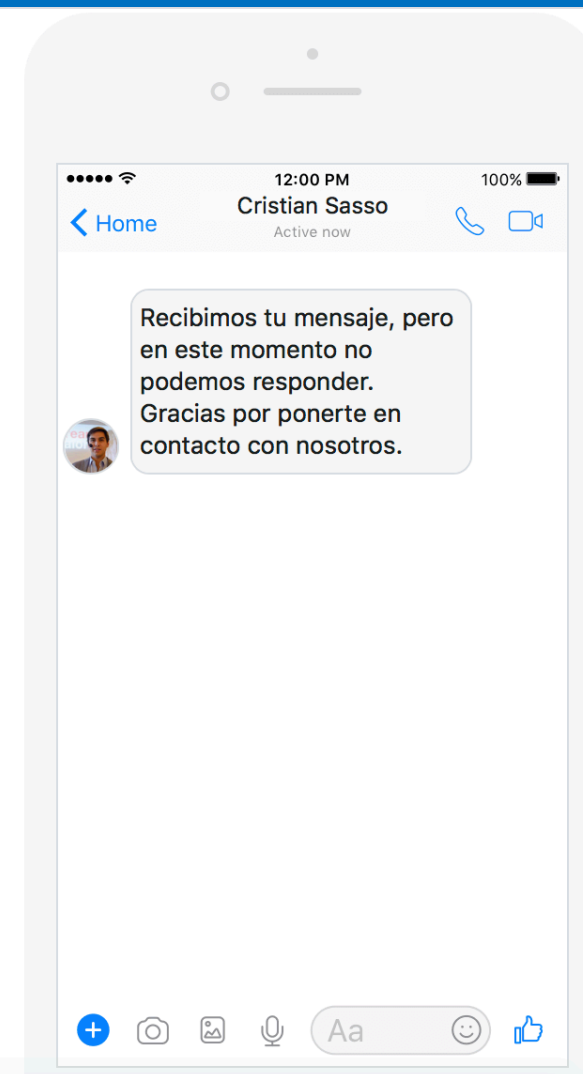 12:00 PM
100%
Cristian Sasso
Home
Active now
Recibimos tu mensaje, pero
en este momento no
podemos responder.
Gracias por ponerte en
contacto con nosotros.
Aa